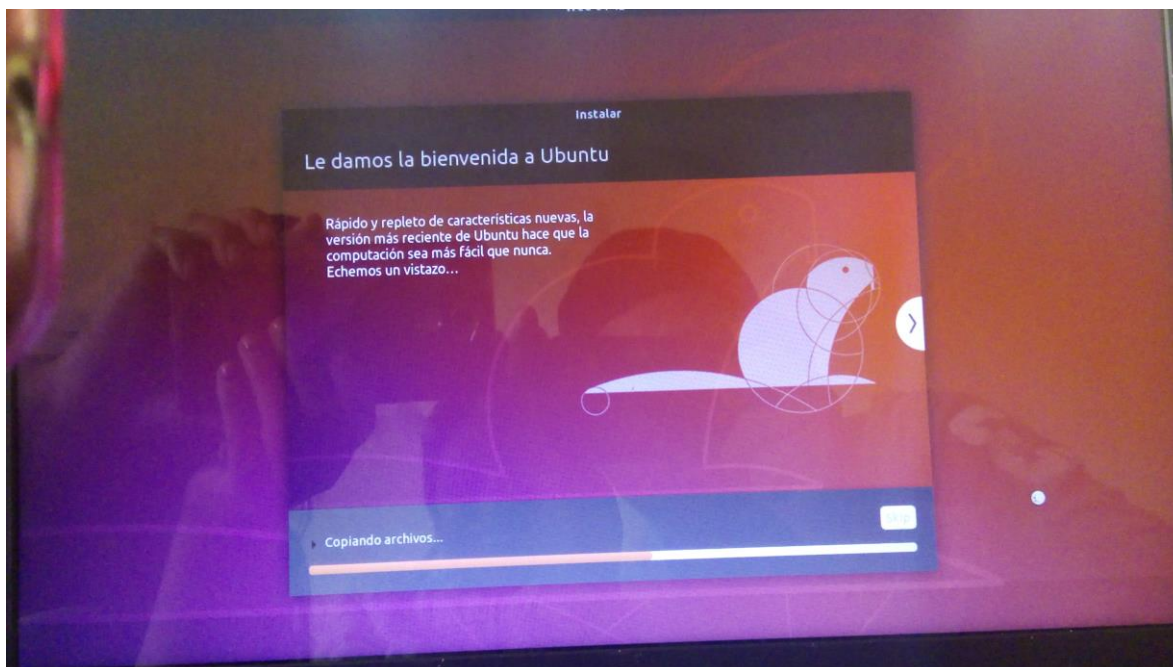 Instalar
Le damos la bienvenida a Ubuntu
Rápido y repleto de características nuevas, la
versión más reciente de Ubuntu hace que la
computación sea más fácil que nunca.
Echemos un vistazo...
Skip
Copiando archivos...